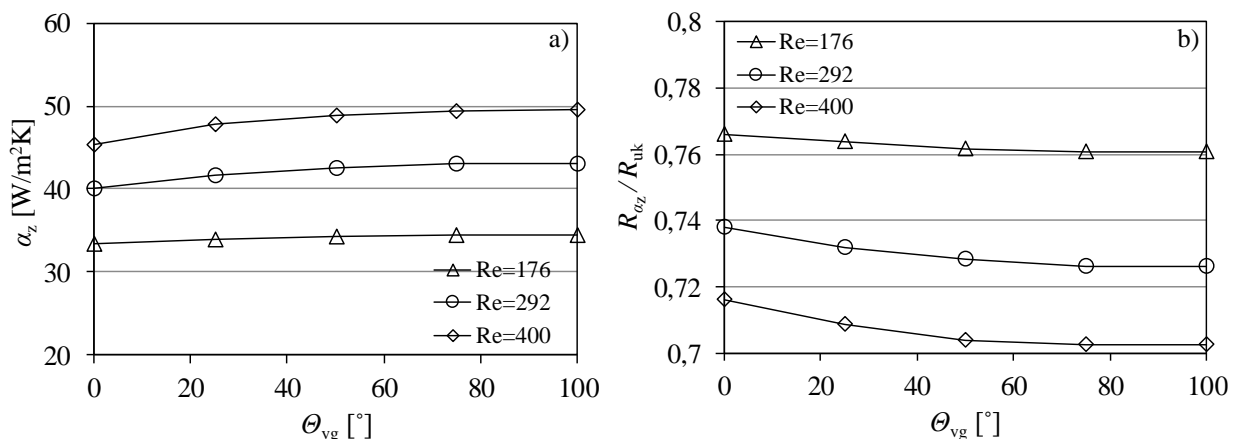 60
50
40
30
20
α_z [W/m²K]
a)
Re=176
Re=292
Re=400
0 20 40 60 80 100
Θ_vg [˚]
0,8
0,78
0,76
0,74
0,72
0,7
R_αz / R_uk
b)
Re=176
Re=292
Re=400
0 20 40 60 80 100
Θ_vg [˚]